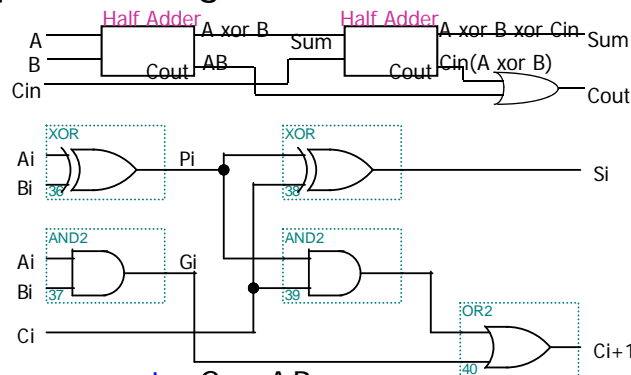 Half Adder Half Adder
A A xor B Sum A xor B xor Cin Sum
B Cout AB Cout Cin(A xor B)
Cin Cout
XOR XOR
Ai Pi Si
Bi 36 38
AND2 AND2
Ai Gi
Bi 37 39
OR2
Ci Ci+1
40